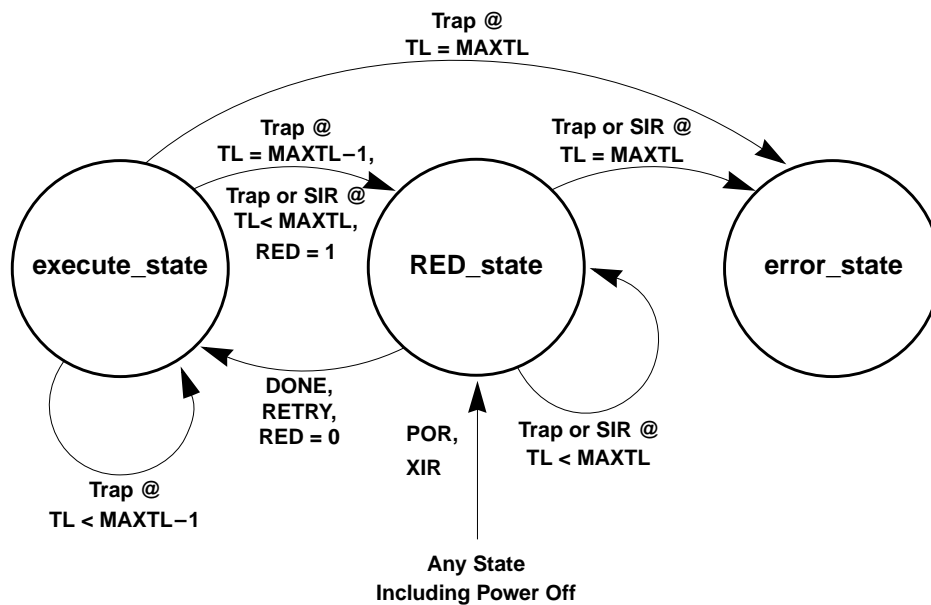 Trap @
TL = MAXTL
Trap @
TL = MAXTL−1,
Trap or SIR @
TL< MAXTL,
RED = 1
Trap or SIR @
TL = MAXTL
execute_state
RED_state
error_state
DONE,
RETRY,
RED = 0
POR,
XIR
Trap or SIR @
TL < MAXTL
Trap @
TL < MAXTL−1
Any State
Including Power Off